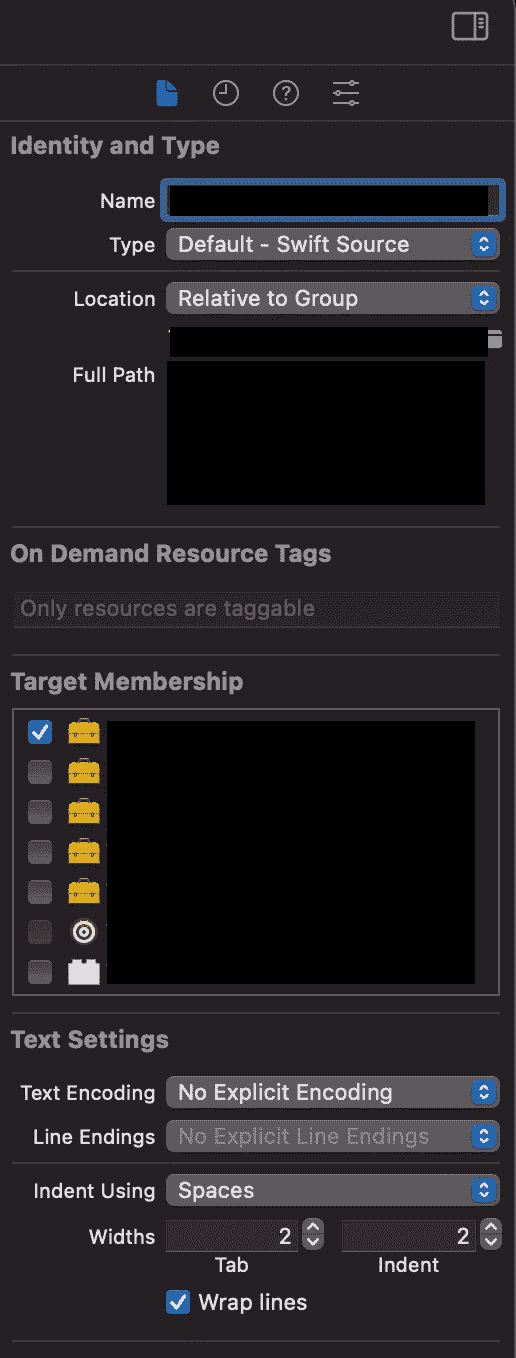 Identity and Type
Name
Type Default - Swift Source
Location Relative to Group
Full Path
On Demand Resource Tags
Only resources are taggable
Target Membership
Text Settings
Text Encoding No Explicit Encoding
Line Endings No Explicit Line Endings
Indent Using Spaces
Widths 2 2
Tab Indent
Wrap lines